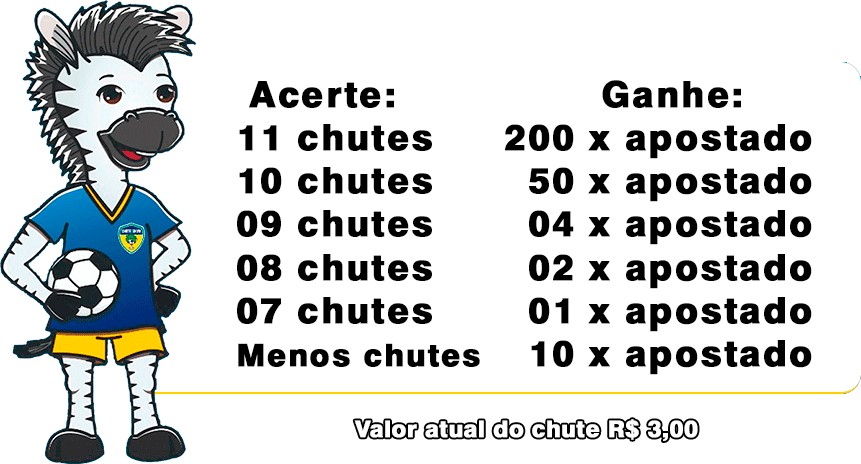 Acerte: Ganhe:
11 chutes 200 x apostado
10 chutes 50 x apostado
09 chutes 04 x apostado
08 chutes 02 x apostado
07 chutes 01 x apostado
Menos chutes 10 x apostado
Valor atual do chute R$ 3,00